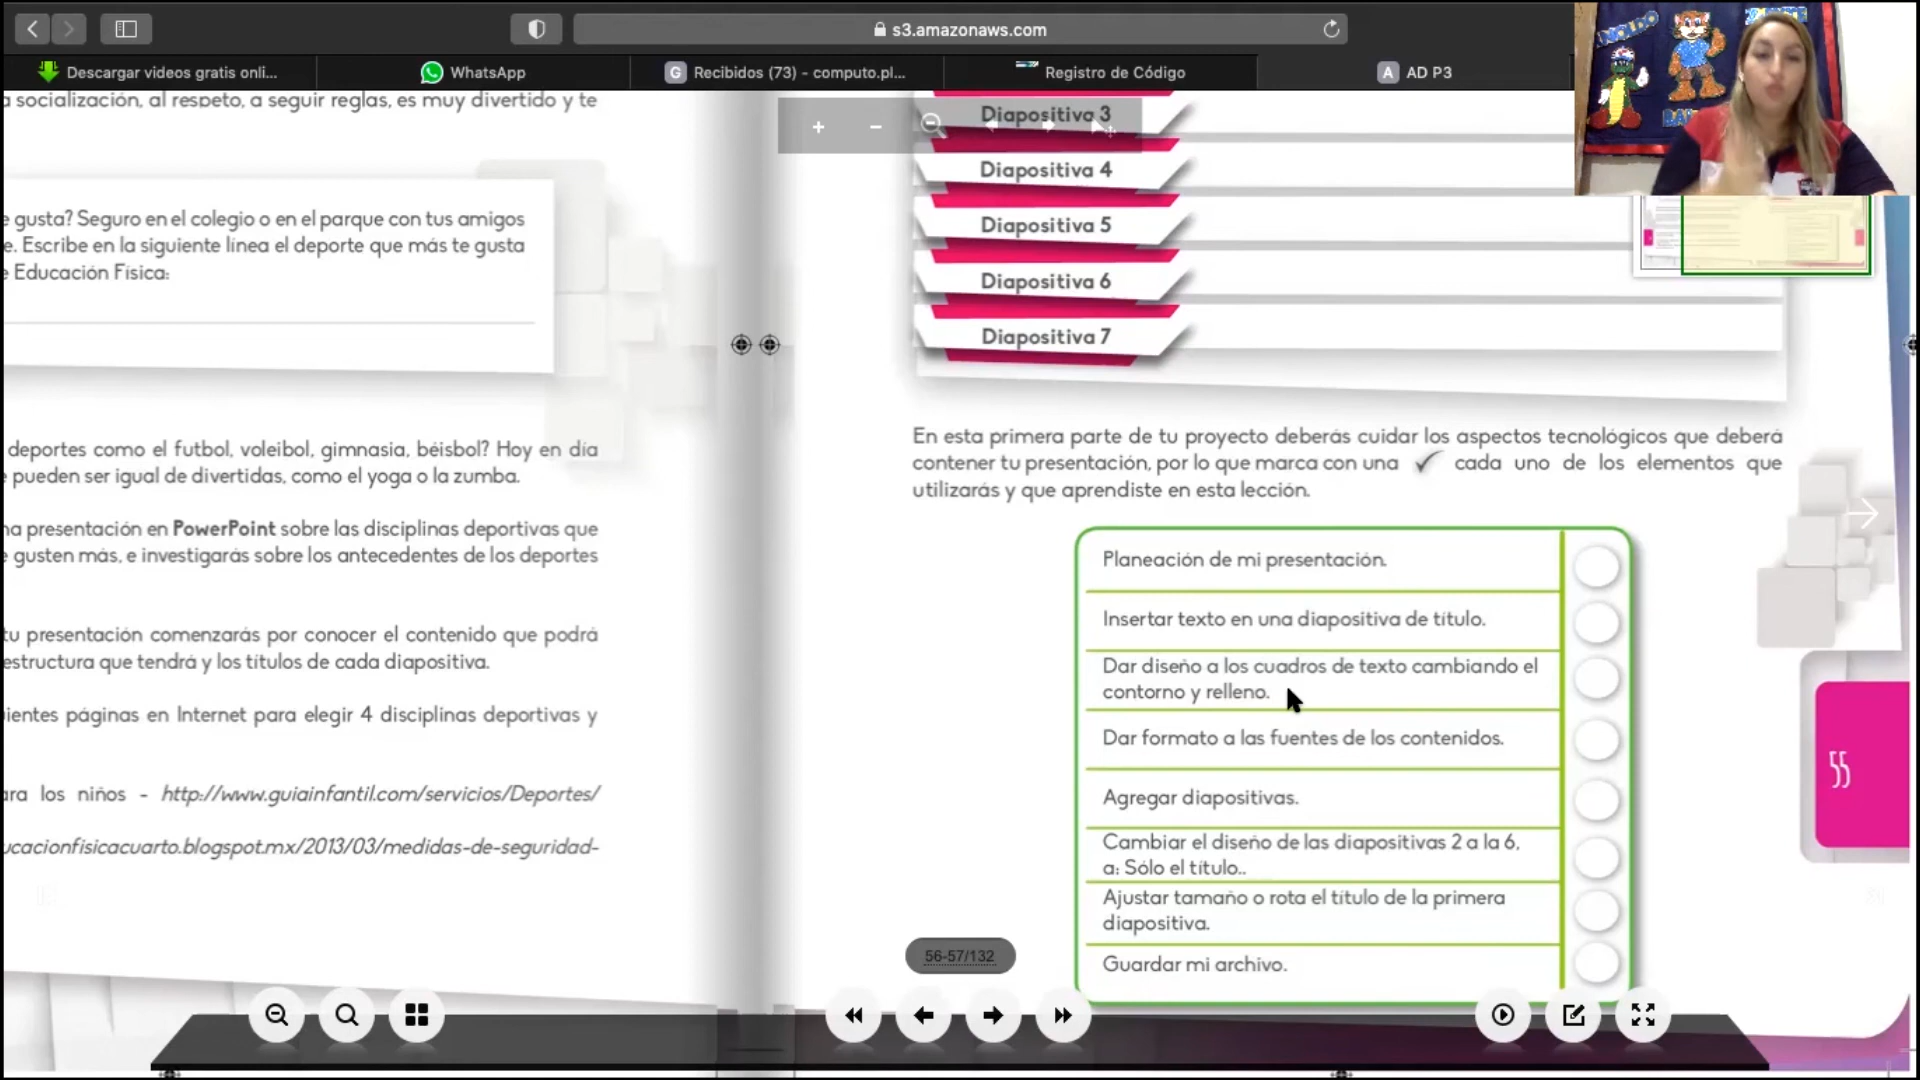 s3.amazonaws.com
Descargar videos gratis onli...
WhatsApp
G Recibidos (73) - computo.pl...
Registro de Código
A AD P3
a socialización, al respeto, a seguir reglas, es muy divertido y te
e gusta? Seguro en el colegio o en el parque con tus amigos
e. Escribe en la siguiente línea el deporte que más te gusta
e Educación Física:
deportes como el futbol, voleibol, gimnasia, béisbol? Hoy en día
e pueden ser igual de divertidas, como el yoga o la zumba.
na presentación en PowerPoint sobre las disciplinas deportivas que
e gusten más, e investigarás sobre los antecedentes de los deportes
tu presentación comenzarás por conocer el contenido que podrá
estructura que tendrá y los títulos de cada diapositiva.
uientes páginas en Internet para elegir 4 disciplinas deportivas y
ara los niños - http://www.guiainfantil.com/servicios/Deportes/
ucacionfisicacuarto.blogspot.mx/2013/03/medidas-de-seguridad-
Diapositiva 3
Diapositiva 4
Diapositiva 5
Diapositiva 6
Diapositiva 7
En esta primera parte de tu proyecto deberás cuidar los aspectos tecnológicos que deberá
contener tu presentación, por lo que marca con una ✓ cada uno de los elementos que
utilizarás y que aprendiste en esta lección.
Planeación de mi presentación.
Insertar texto en una diapositiva de título.
Dar diseño a los cuadros de texto cambiando el
contorno y relleno.
Dar formato a las fuentes de los contenidos.
Agregar diapositivas.
Cambiar el diseño de las diapositivas 2 a la 6,
a: Sólo el título..
Ajustar tamaño o rota el título de la primera
diapositiva.
Guardar mi archivo.
55
56-57/132